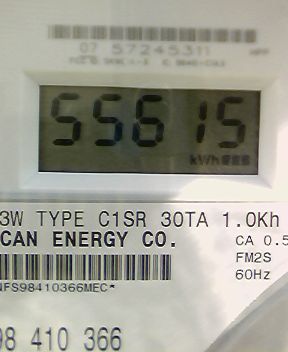 07 57245311
55615
kWh
3W TYPE C1SR 30TA 1.0Kh
CAN ENERGY CO.
CA 0.5
FM2S
60Hz
NFS98410366MEC*
98 410 366